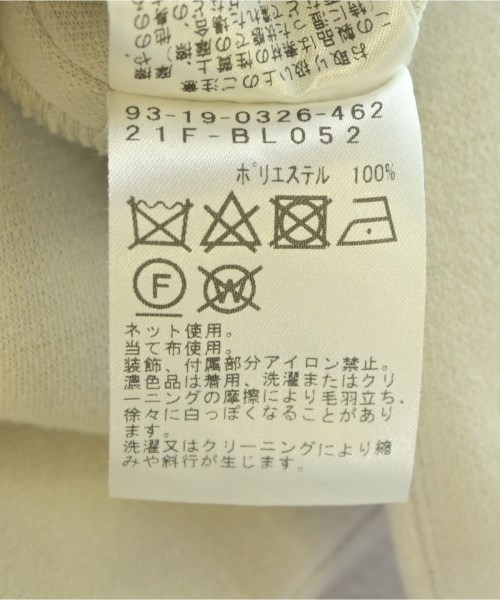 93-19-0326-462
21F-BL052
ポリエステル 100%
F
W
ネット使用。
当て布使用。
装飾、付属部分アイロン禁止。
濃色品は着用、洗濯またはクリ
ーニングの摩擦により毛羽立ち、
徐々に白っぽくなることがあり
ます。
洗濯又はクリーニングにより縮
みや斜行が生じます。